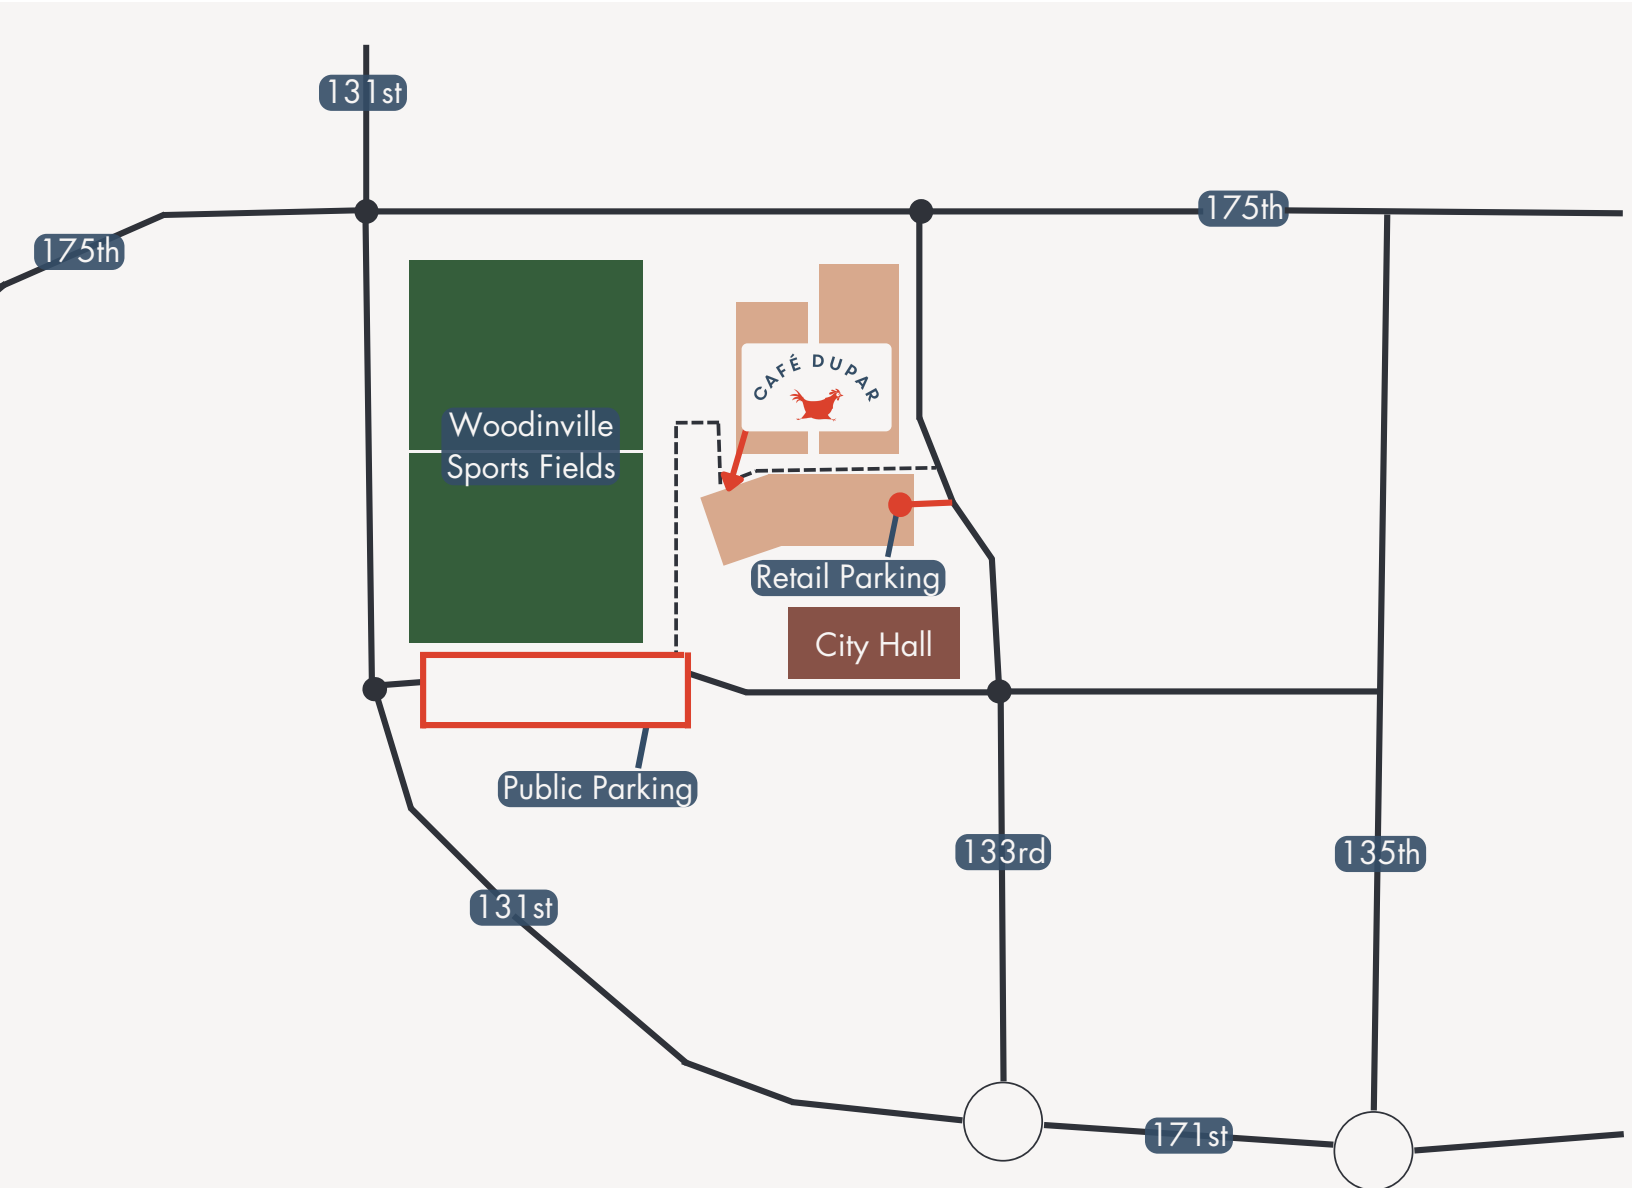 131st
175th
175th
CAFÉ DUPAR
Woodinville
Sports Fields
Retail Parking
City Hall
Public Parking
133rd
135th
131st
171st